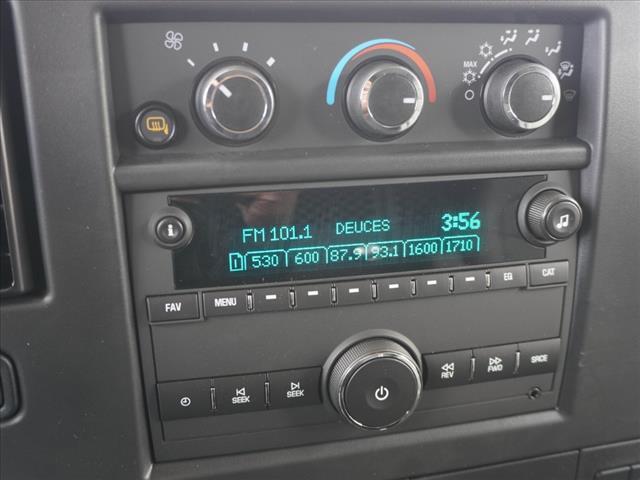 MAX
i
FM 101.1 DEUCES 3:56
1 530 600 87.9 93.1 1600 1710
FAV MENU EQ CAT
SEEK SEEK REV FWD SRCE